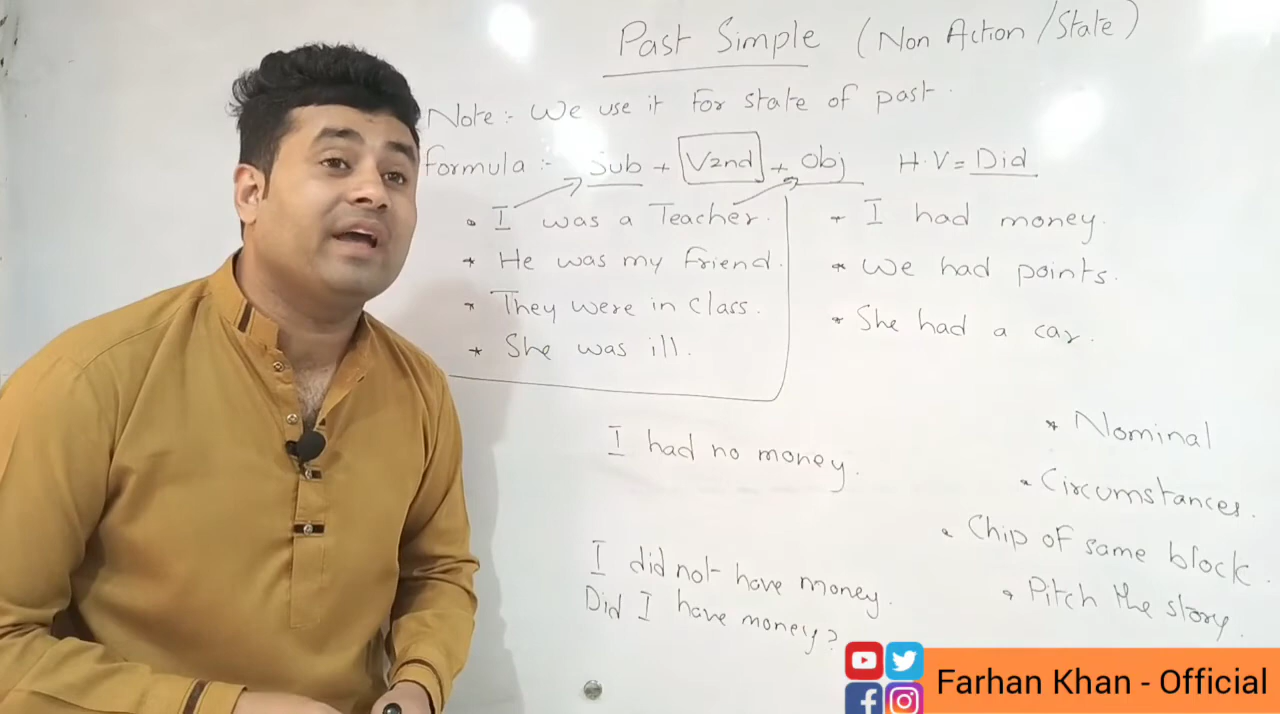 Past Simple (Non Action/State)
Note:- We use it for state of past.
Formula:- Sub + V2nd + Obj H.V = Did
I was a Teacher.
He was my friend.
They were in class.
She was ill.
I had money.
We had points.
She had a car.
I had no money.
I did not have money.
Did I have money?
Nominal
Circumstances.
Chip of same block.
Pitch the story.
Farhan Khan - Official